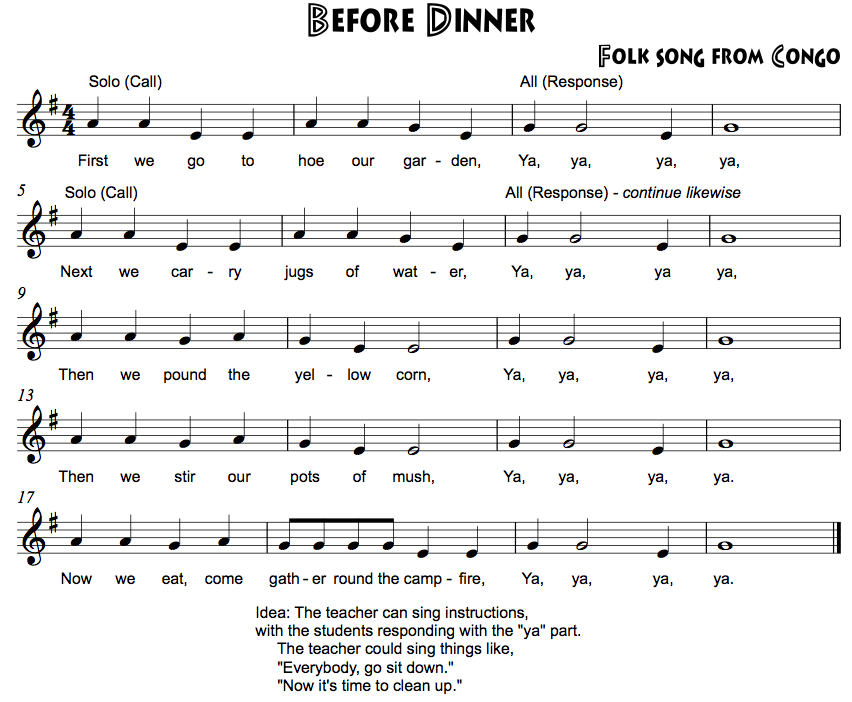 BEFORE DINNER
FOLK SONG FROM CONGO
Solo (Call) All (Response)
4
4
First we go to hoe our gar - den, Ya, ya, ya, ya,
5 Solo (Call) All (Response) - continue likewise
Next we car - ry jugs of wat - er, Ya, ya, ya ya,
9
Then we pound the yel - low corn, Ya, ya, ya, ya,
13
Then we stir our pots of mush, Ya, ya, ya, ya.
17
Now we eat, come gath - er round the camp - fire, Ya, ya, ya, ya.
Idea: The teacher can sing instructions,
with the students responding with the "ya" part.
The teacher could sing things like,
"Everybody, go sit down."
"Now it's time to clean up."